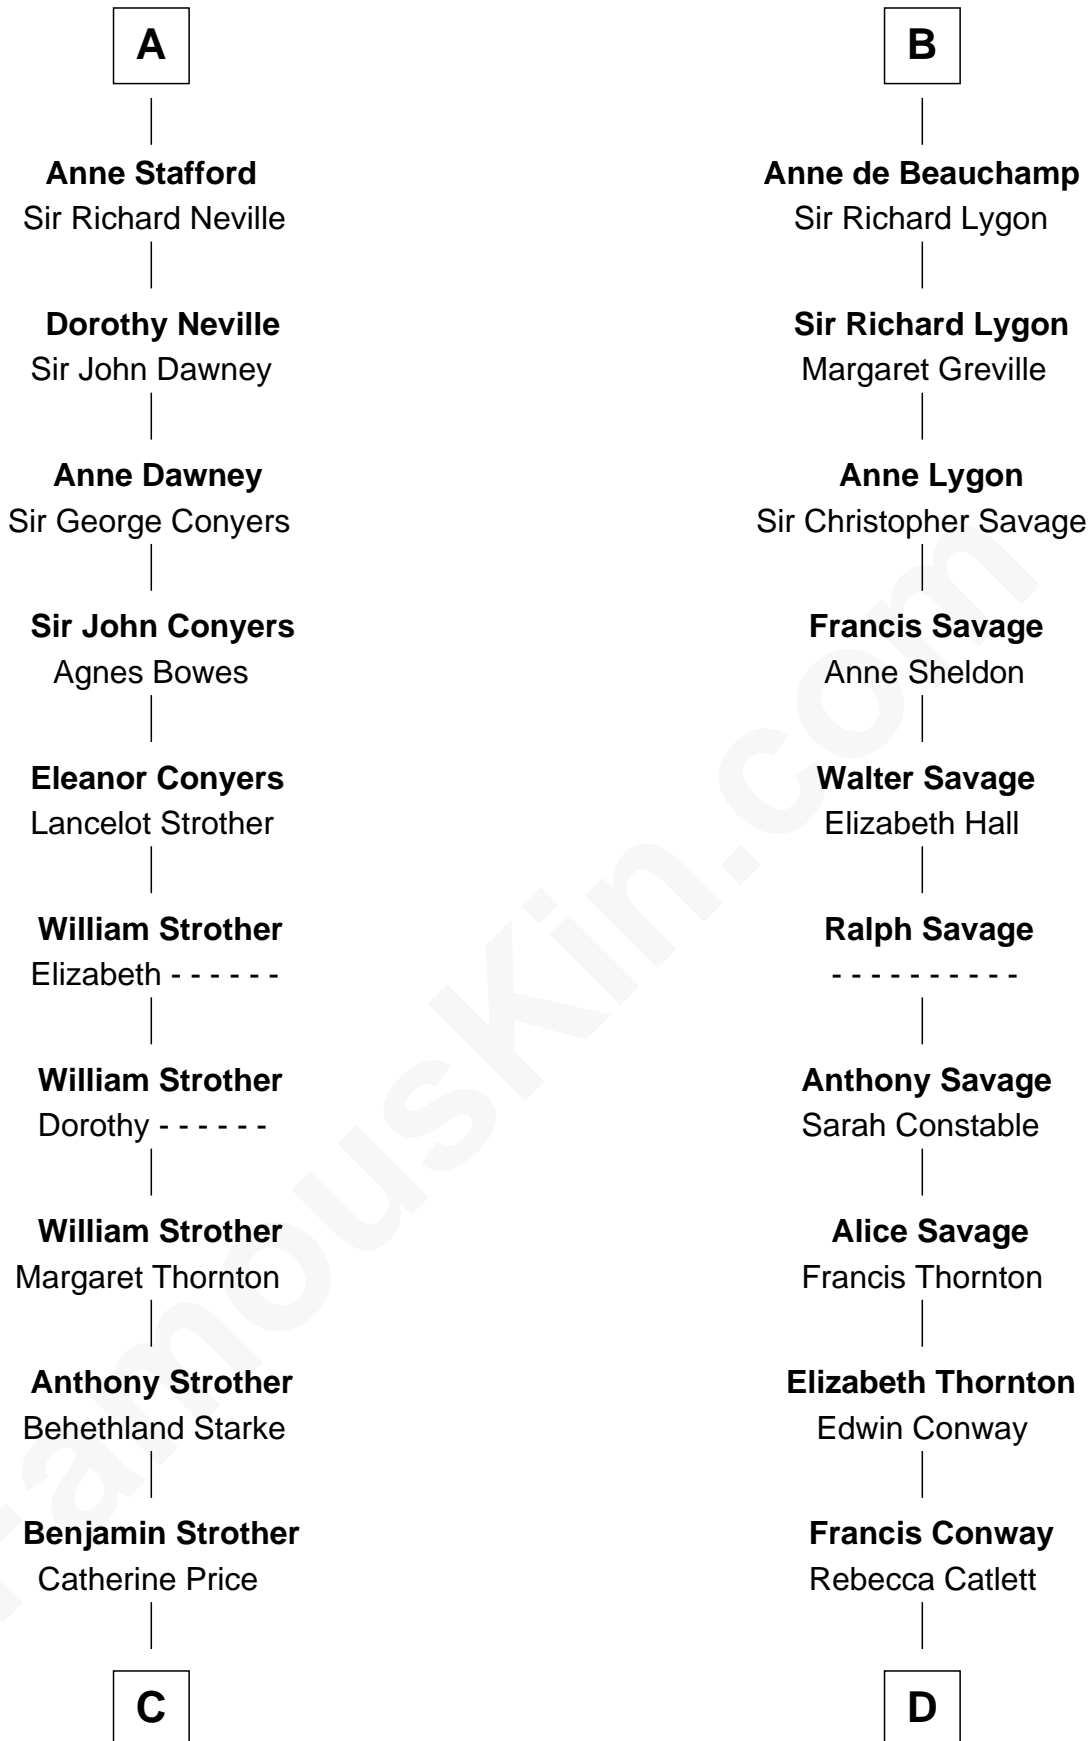 A
Anne Stafford
Sir Richard Neville
Dorothy Neville
Sir John Dawney
Anne Dawney
Sir George Conyers
Sir John Conyers
Agnes Bowes
Eleanor Conyers
Lancelot Strother
William Strother
Elizabeth - - - - - -
William Strother
Dorothy - - - - - -
William Strother
Margaret Thornton
Anthony Strother
Behethland Starke
Benjamin Strother
Catherine Price
C
B
Anne de Beauchamp
Sir Richard Lygon
Sir Richard Lygon
Margaret Greville
Anne Lygon
Sir Christopher Savage
Francis Savage
Anne Sheldon
Walter Savage
Elizabeth Hall
Ralph Savage
- - - - - - - - - -
Anthony Savage
Sarah Constable
Alice Savage
Francis Thornton
Elizabeth Thornton
Edwin Conway
Francis Conway
Rebecca Catlett
D
FamousKin.com